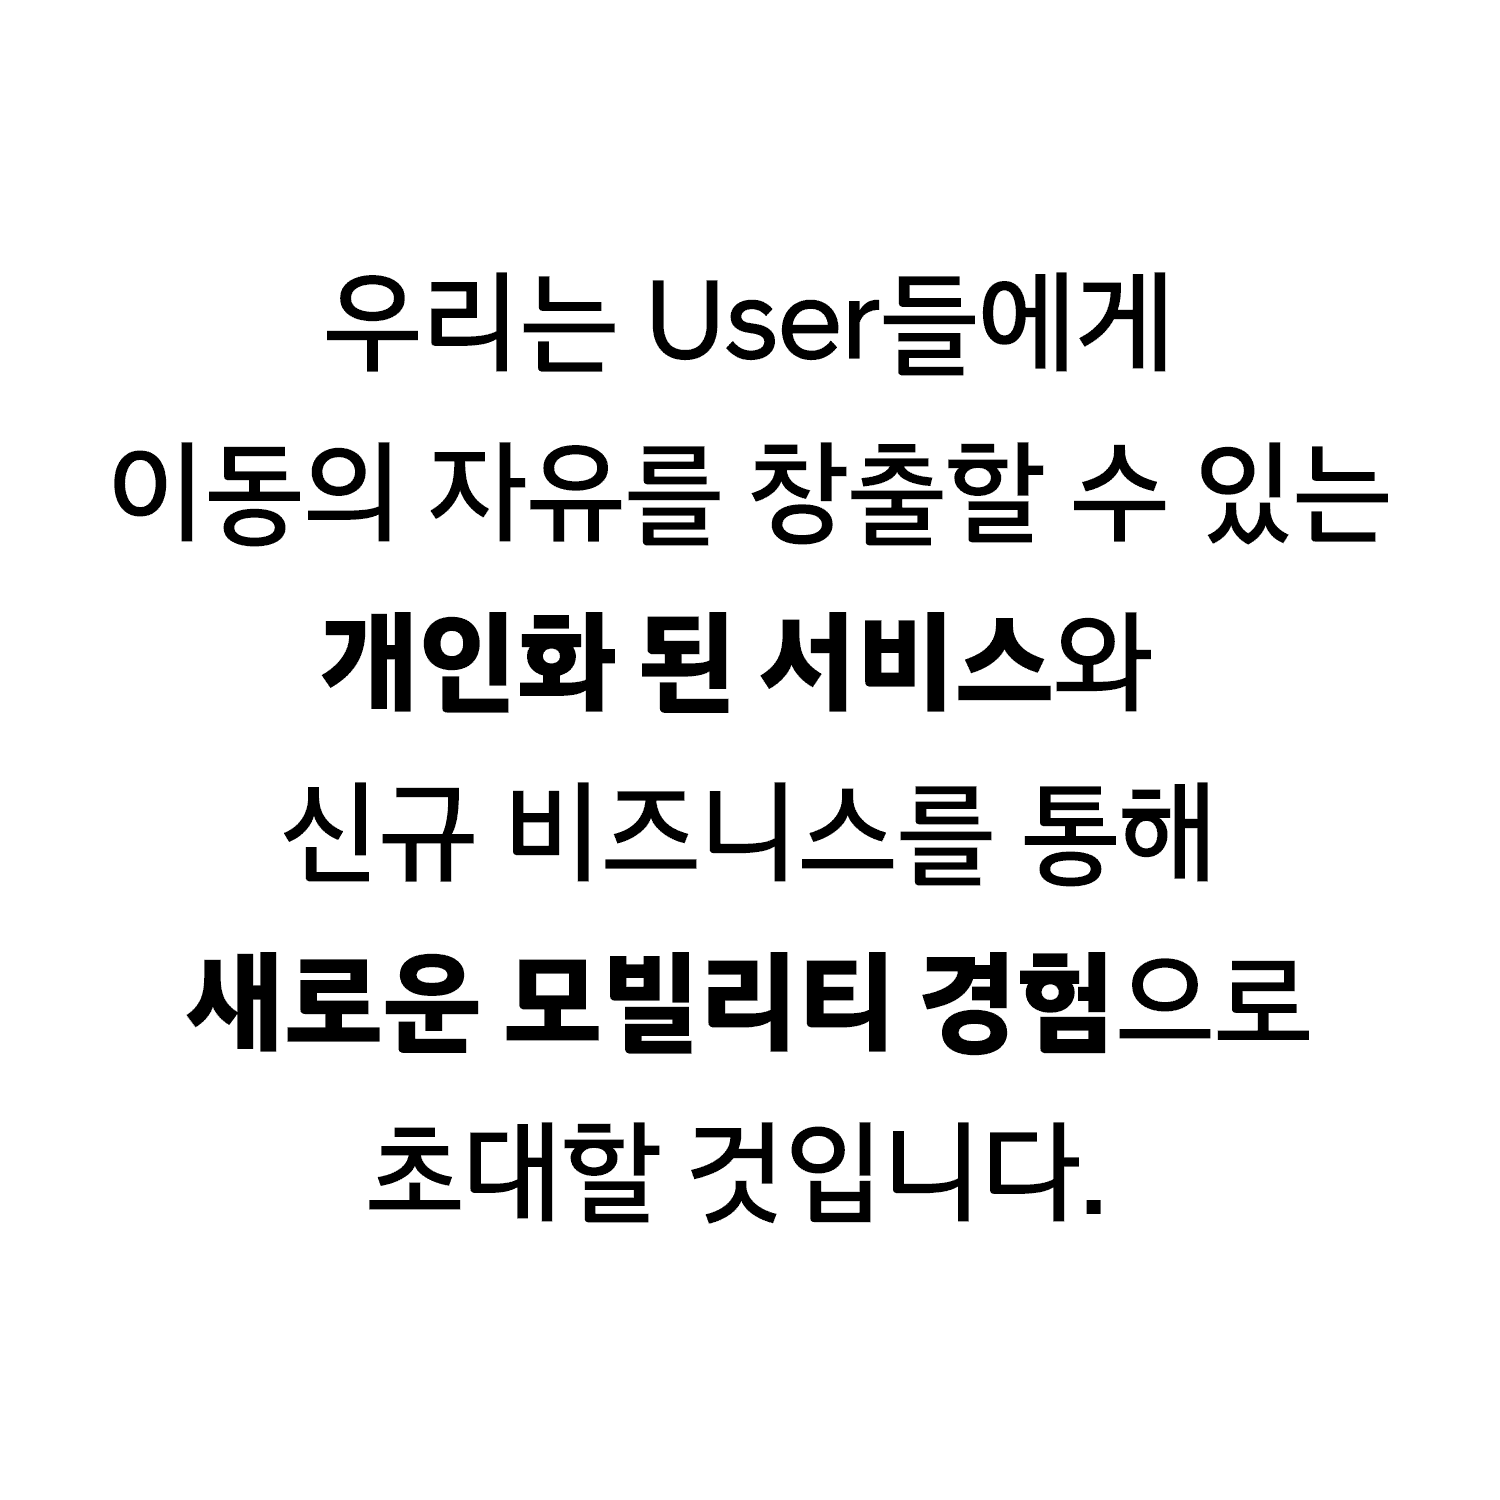 우리는 User들에게
이동의 자유를 창출할 수 있는
개인화 된 서비스와
신규 비즈니스를 통해
새로운 모빌리티 경험으로
초대할 것입니다.